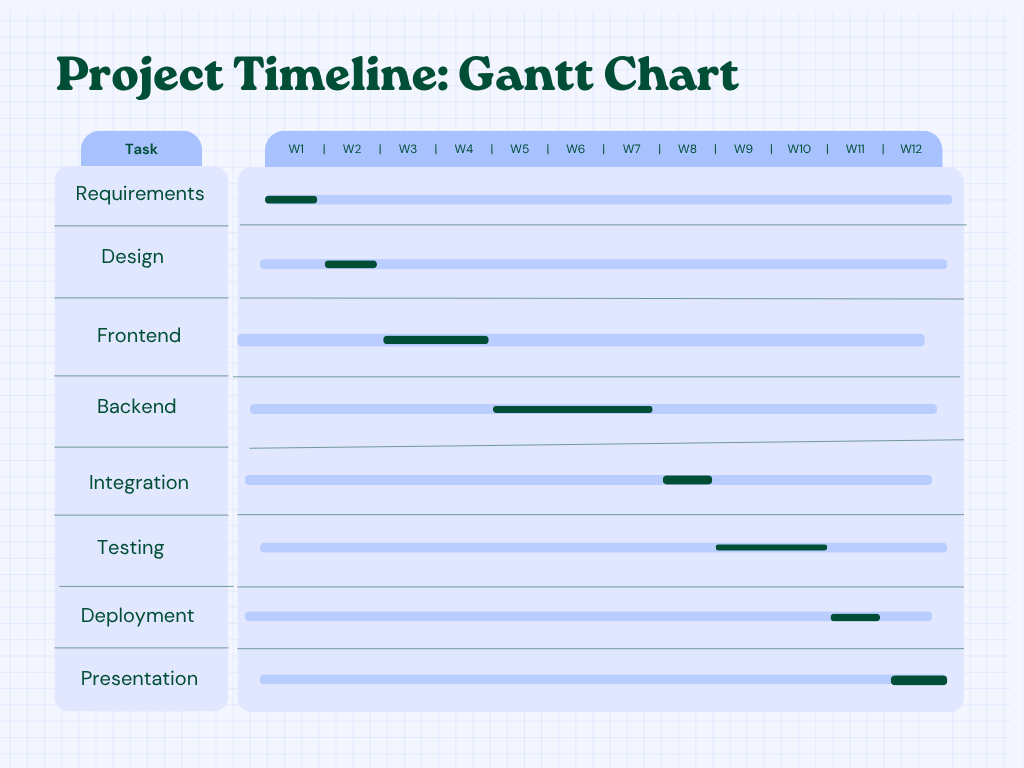 Project Timeline: Gantt Chart
Task
W1 | W2 | W3 | W4 | W5 | W6 | W7 | W8 | W9 | W10 | W11 | W12
Requirements
Design
Frontend
Backend
Integration
Testing
Deployment
Presentation